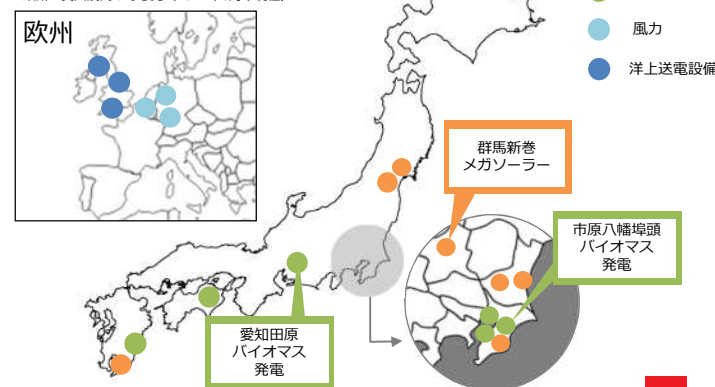 欧州
風力
洋上送電設備
群馬新巻
メガソーラー
市原八幡埠頭
バイオマス
発電
愛知田原
バイオマス
発電